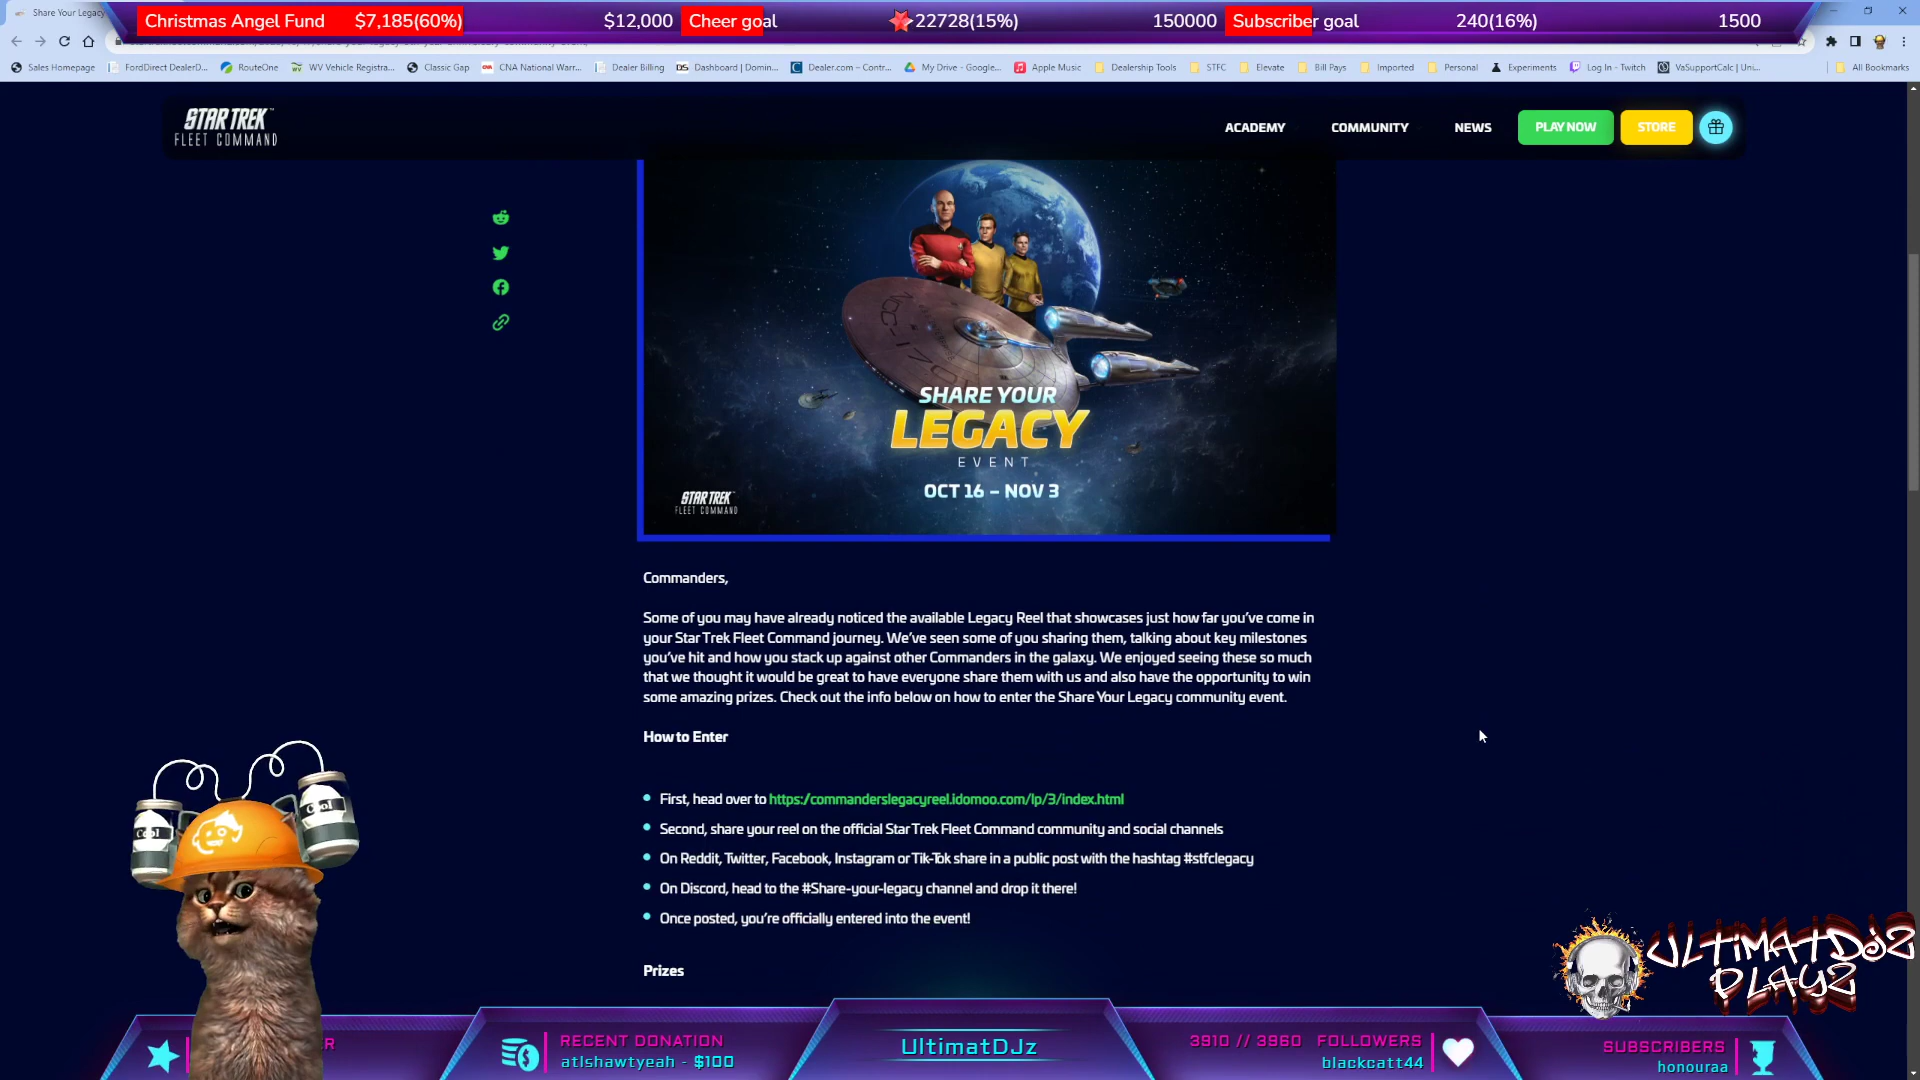 Share Your Legacy
Christmas Angel Fund $7,185(60%) $12,000 Cheer goal 22728(15%) 150000 Subscriber goal 240(16%) 1500
Sales Homepage FordDirect DealerD... RouteOne WV Vehicle Registra... Classic Gap CNA National Warr... Dealer Billing Dashboard | Domin... Dealer.com – Contr... My Drive - Google... Apple Music Dealership Tools STFC Elevate Bill Pays Imported Personal Experiments Log In - Twitch VaSupportCalc | Uni... All Bookmarks
STAR TREK
FLEET COMMAND
ACADEMY COMMUNITY NEWS PLAY NOW STORE
NCC-170
SHARE YOUR
LEGACY
EVENT
OCT 16 – NOV 3
STAR TREK
FLEET COMMAND
Commanders,
Some of you may have already noticed the available Legacy Reel that showcases just how far you've come in
your Star Trek Fleet Command journey. We've seen some of you sharing them, talking about key milestones
you've hit and how you stack up against other Commanders in the galaxy. We enjoyed seeing these so much
that we thought it would be great to have everyone share them with us and also have the opportunity to win
some amazing prizes. Check out the info below on how to enter the Share Your Legacy community event.
How to Enter
First, head over to https://commanderslegacyreel.idomoo.com/lp/3/index.html
Second, share your reel on the official Star Trek Fleet Command community and social channels
On Reddit, Twitter, Facebook, Instagram or Tik-Tok share in a public post with the hashtag #stfclegacy
On Discord, head to the #Share-your-legacy channel and drop it there!
Once posted, you're officially entered into the event!
Prizes
Cool
Cool
ULTIMATDJZ
PLAYZ
RECENT DONATION
atlshawtyeah - $100
UltimatDJz
3910 // 3960 FOLLOWERS
blackcatt44
SUBSCRIBERS
honouraa